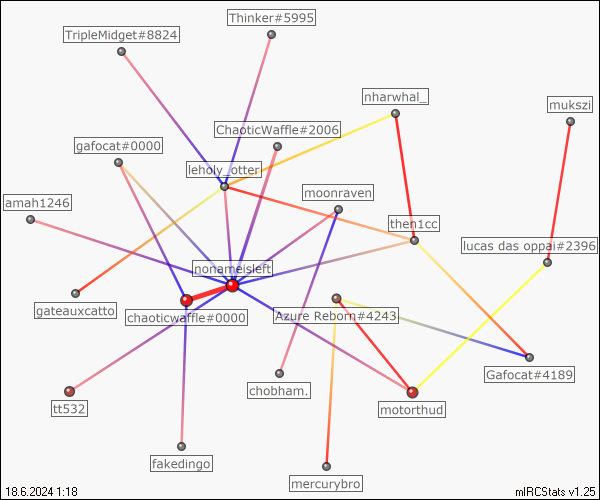 Thinker#5995
TripleMidget#8824
nharwhal_
mukszi
ChaoticWaffle#2006
gafocat#0000
leholy_otter
moonraven
amah1246
then1cc
lucas das oppai#2396
nonameisleft
gateauxcatto
chaoticwaffle#0000
Azure Reborn#4243
Gafocat#4189
chobham.
tt532
motorthud
fakedingo
mercurybro
18.6.2024 1:18
mIRCStats v1.25